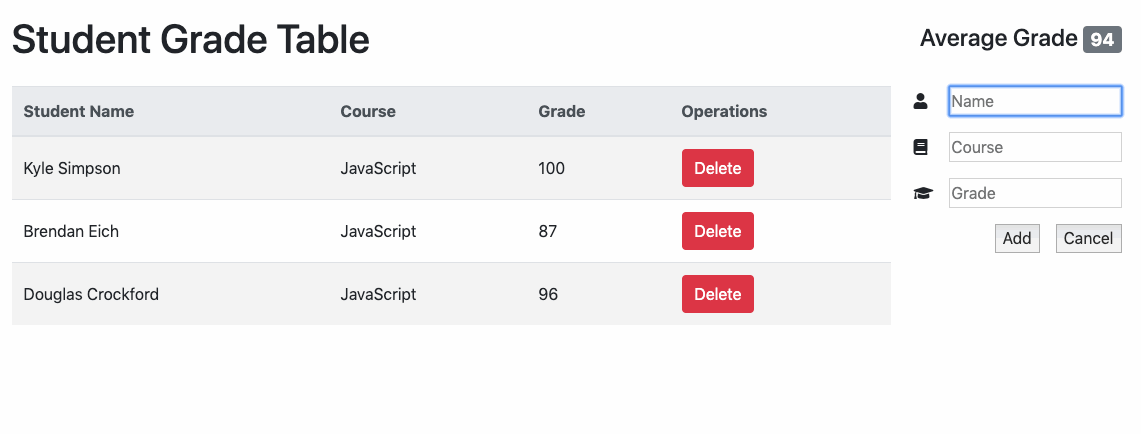 Student Grade Table
Average Grade 94
Student Name Course Grade Operations
Kyle Simpson JavaScript 100 Delete
Brendan Eich JavaScript 87 Delete
Douglas Crockford JavaScript 96 Delete
Name
Course
Grade
Add Cancel